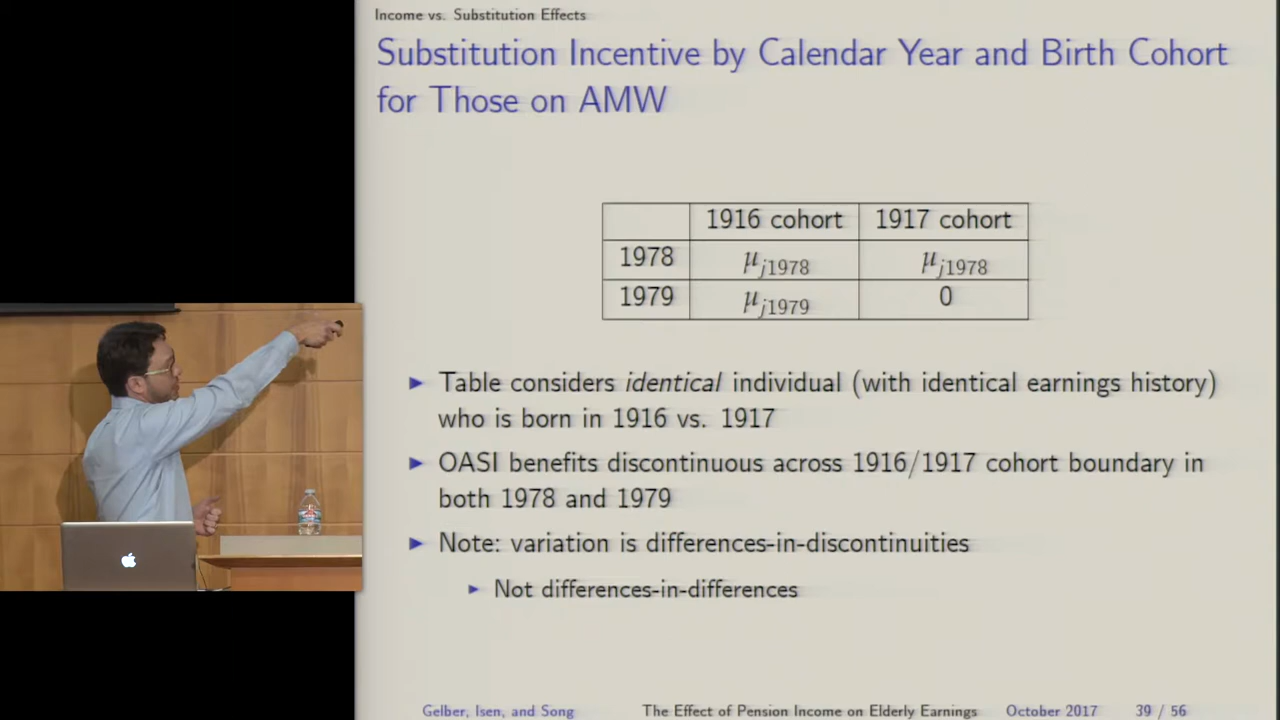 Income vs. Substitution Effects
Substitution Incentive by Calendar Year and Birth Cohort
for Those on AMW
1916 cohort 1917 cohort
1978 μj1978 μj1978
1979 μj1979 0
Table considers identical individual (with identical earnings history)
who is born in 1916 vs. 1917
OASI benefits discontinuous across 1916/1917 cohort boundary in
both 1978 and 1979
Note: variation is differences-in-discontinuities
Not differences-in-differences
Gelber, Isen, and Song The Effect of Pension Income on Elderly Earnings October 2017 39 / 56